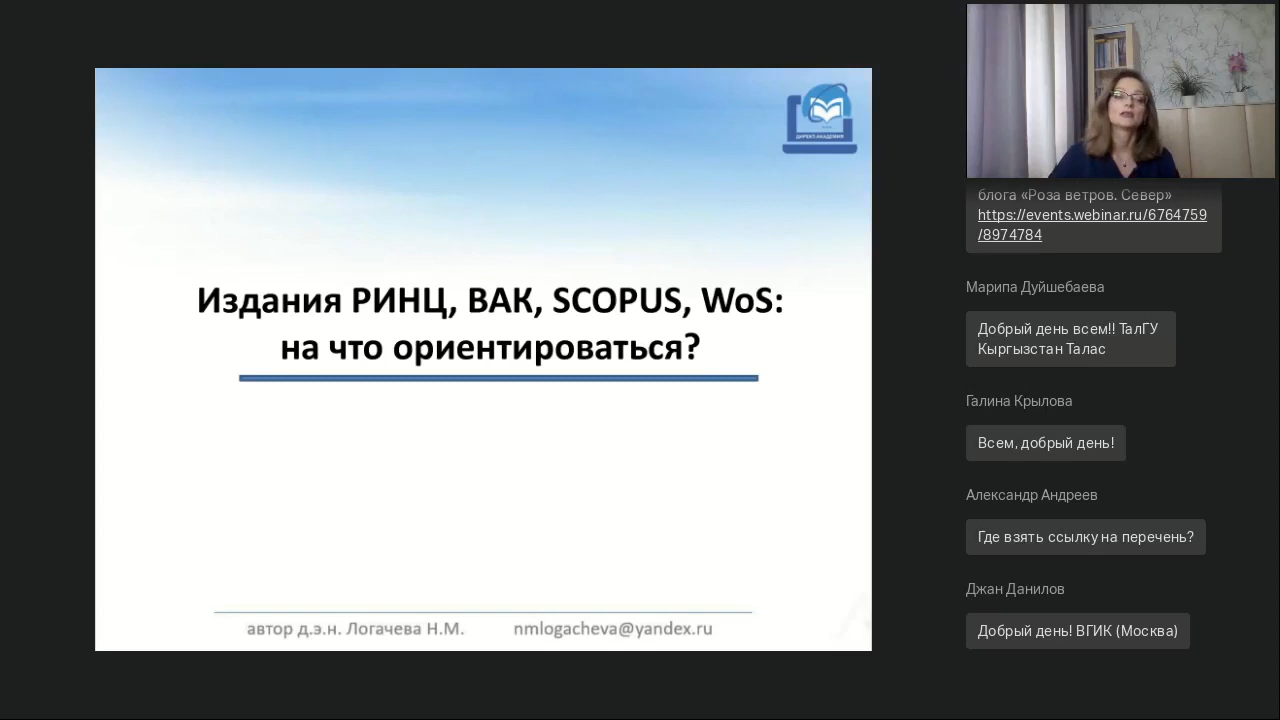 ДИРЕКТ-АКАДЕМИЯ
Издания РИНЦ, ВАК, SCOPUS, WoS:
на что ориентироваться?
автор д.э.н. Логачева Н.М. nmlogacheva@yandex.ru
блога «Роза ветров. Север»
https://events.webinar.ru/6764759
/8974784
Марипа Дуйшебаева
Добрый день всем!! ТалГУ
Кыргызстан Талас
Галина Крылова
Всем, добрый день!
Александр Андреев
Где взять ссылку на перечень?
Джан Данилов
Добрый день! ВГИК (Москва)